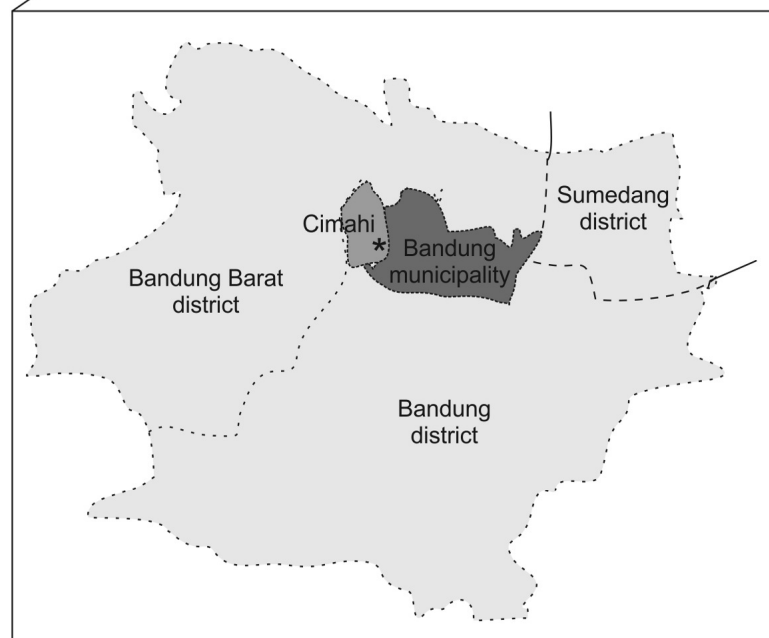 Sumedang
district
Cimahi
*
Bandung
municipality
Bandung Barat
district
Bandung
district